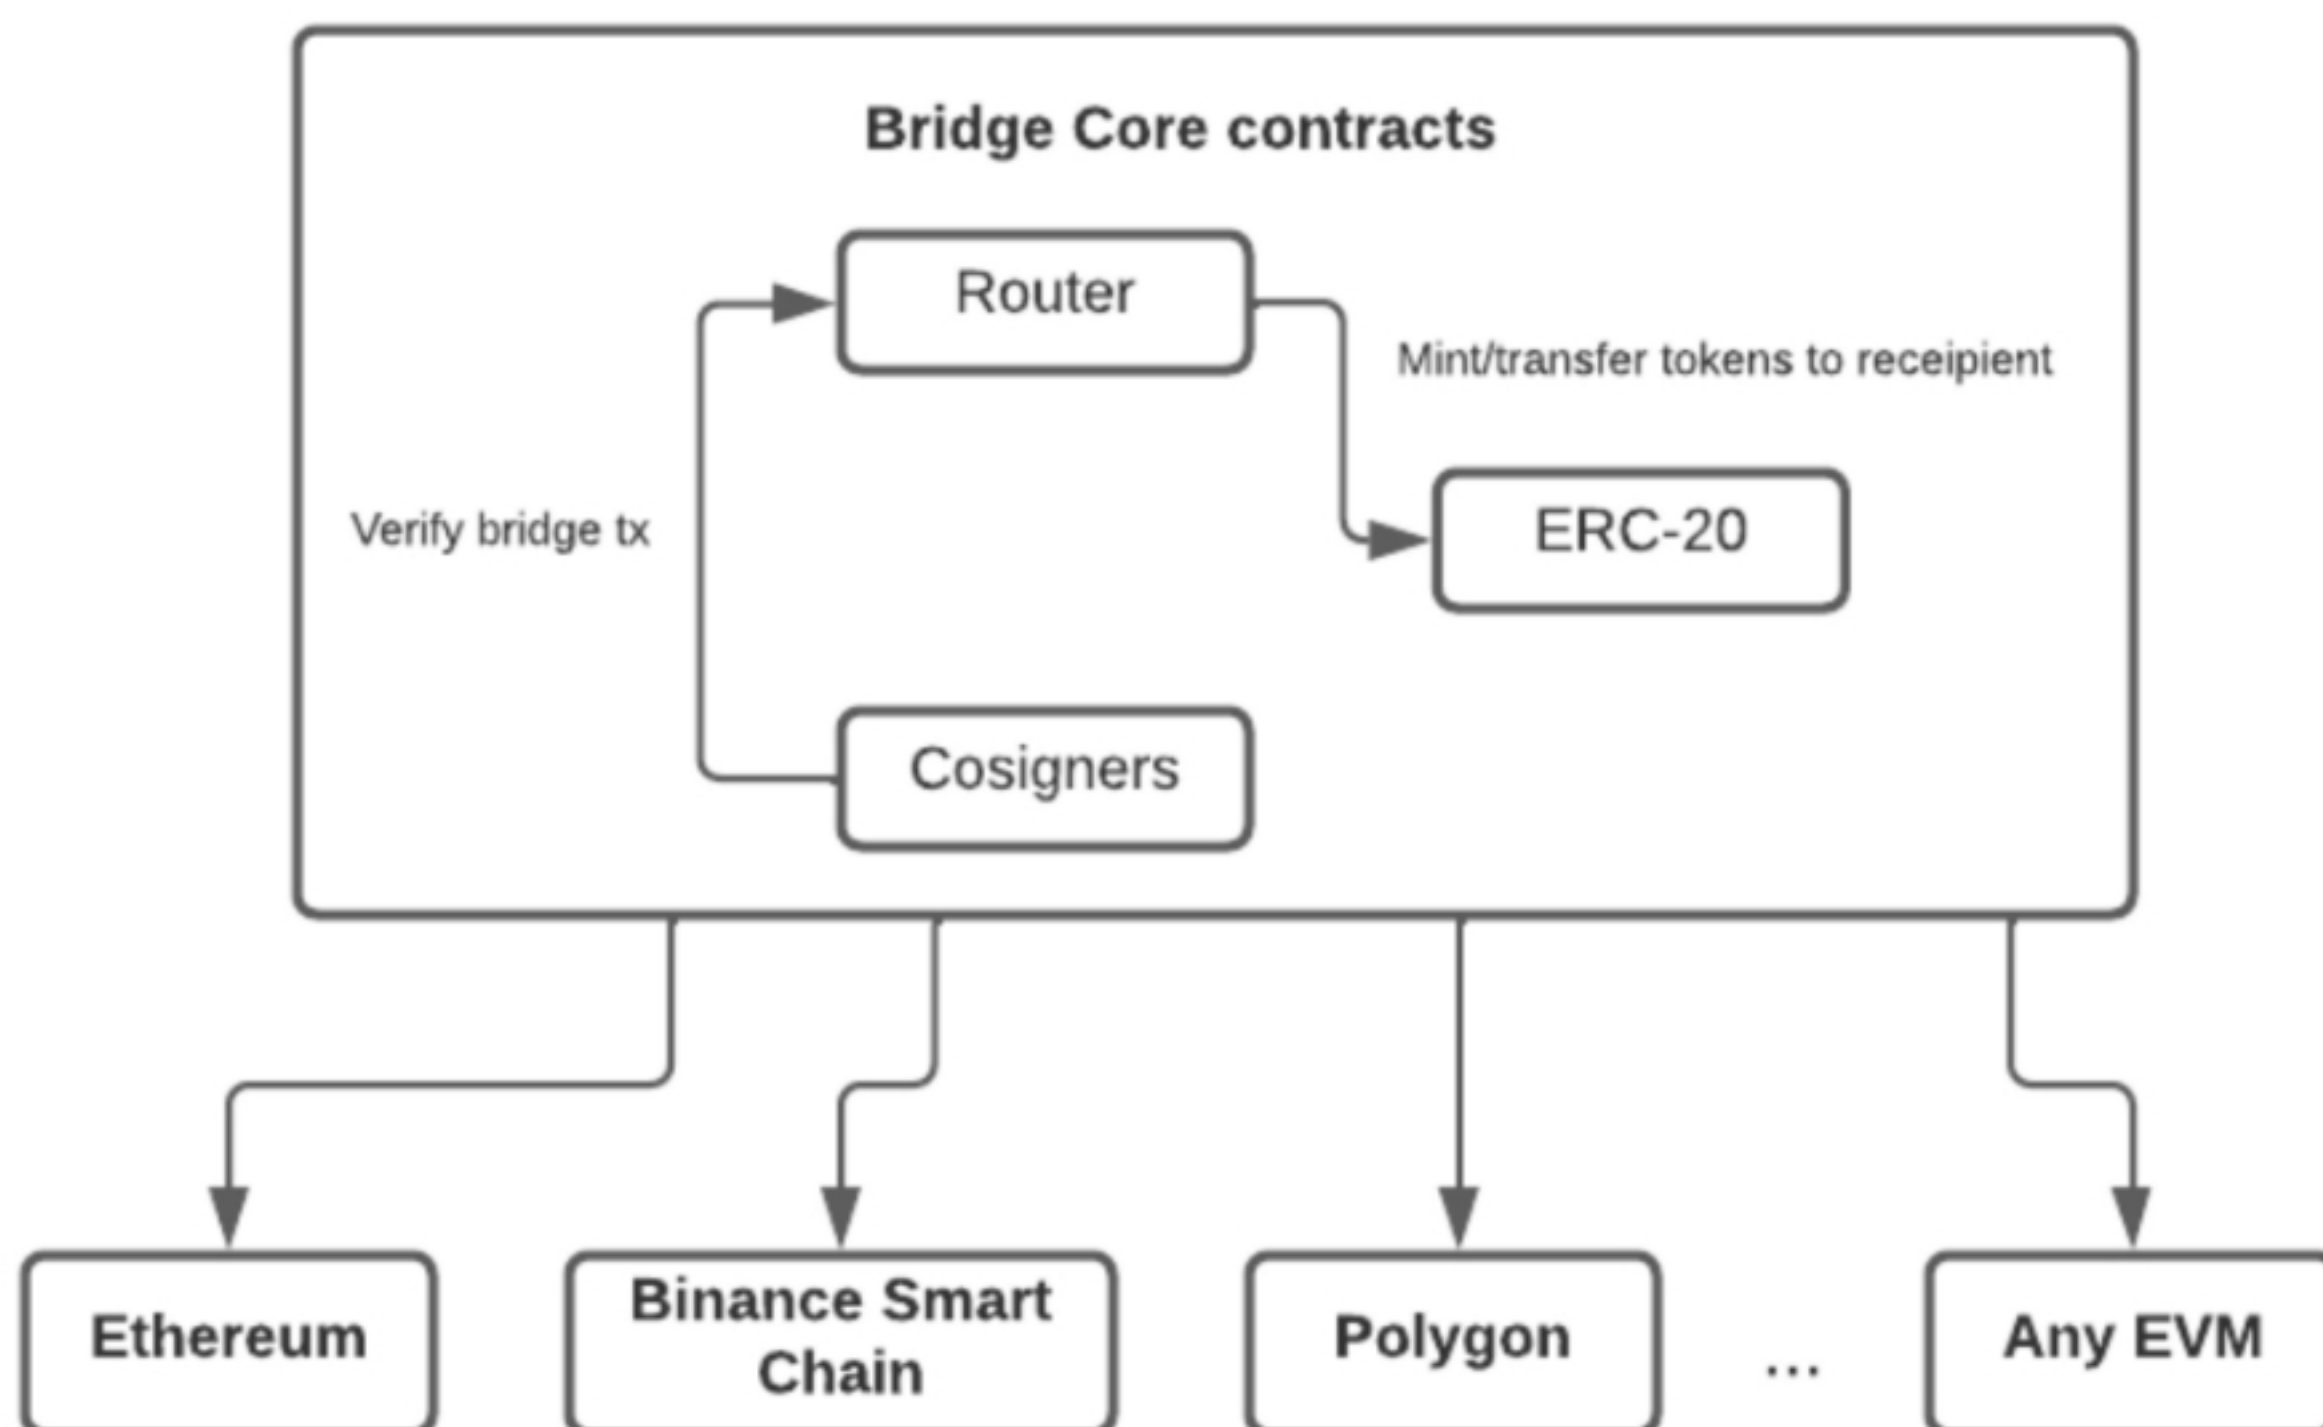 Bridge Core contracts
Router
Mint/transfer tokens to receipient
Verify bridge tx
ERC-20
Cosigners
Ethereum
Binance Smart
Chain
Polygon
...
Any EVM